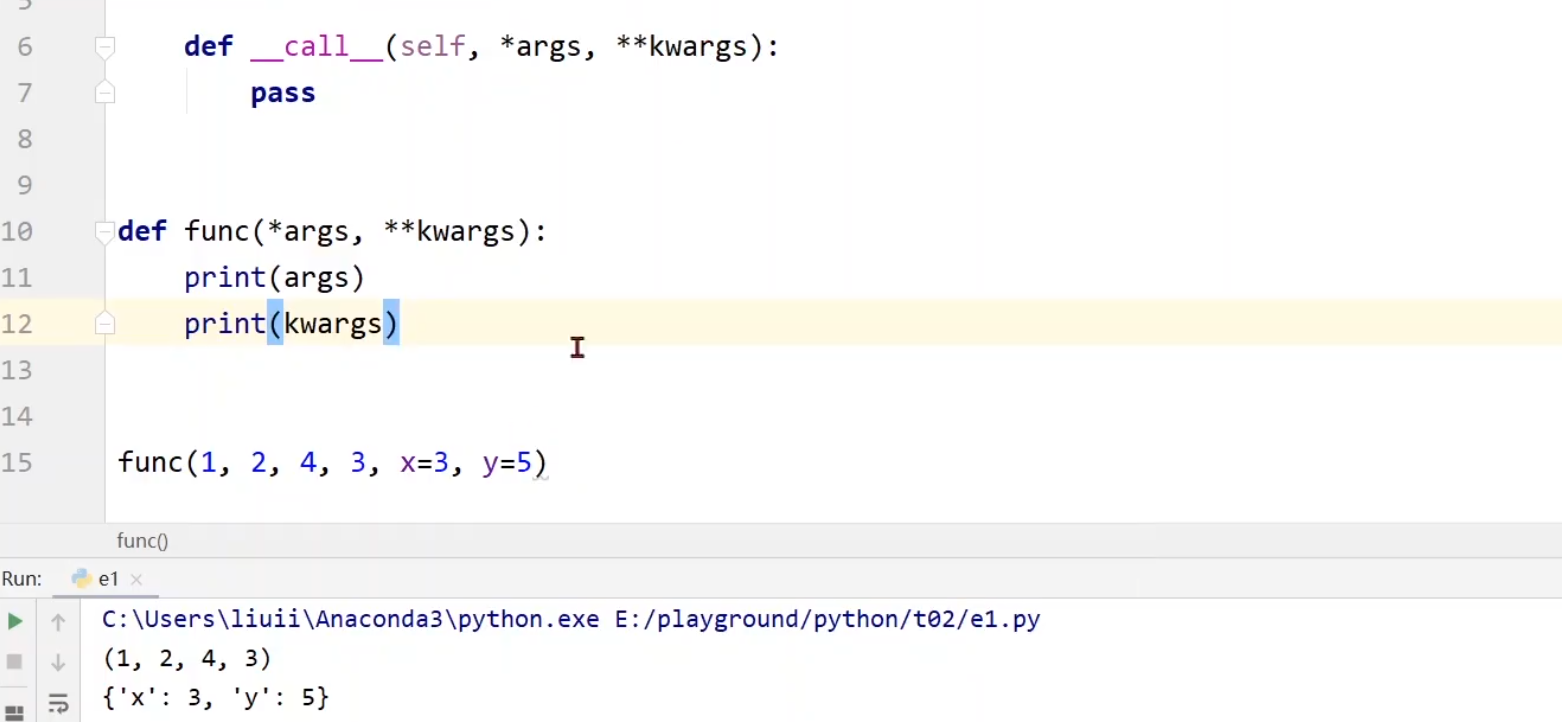 5
6 def __call__(self, *args, **kwargs):
7 pass
8
9
10 def func(*args, **kwargs):
11 print(args)
12 print(kwargs)
13
14
15 func(1, 2, 4, 3, x=3, y=5)
func()
Run: e1
C:\Users\liuii\Anaconda3\python.exe E:/playground/python/t02/e1.py
(1, 2, 4, 3)
{'x': 3, 'y': 5}